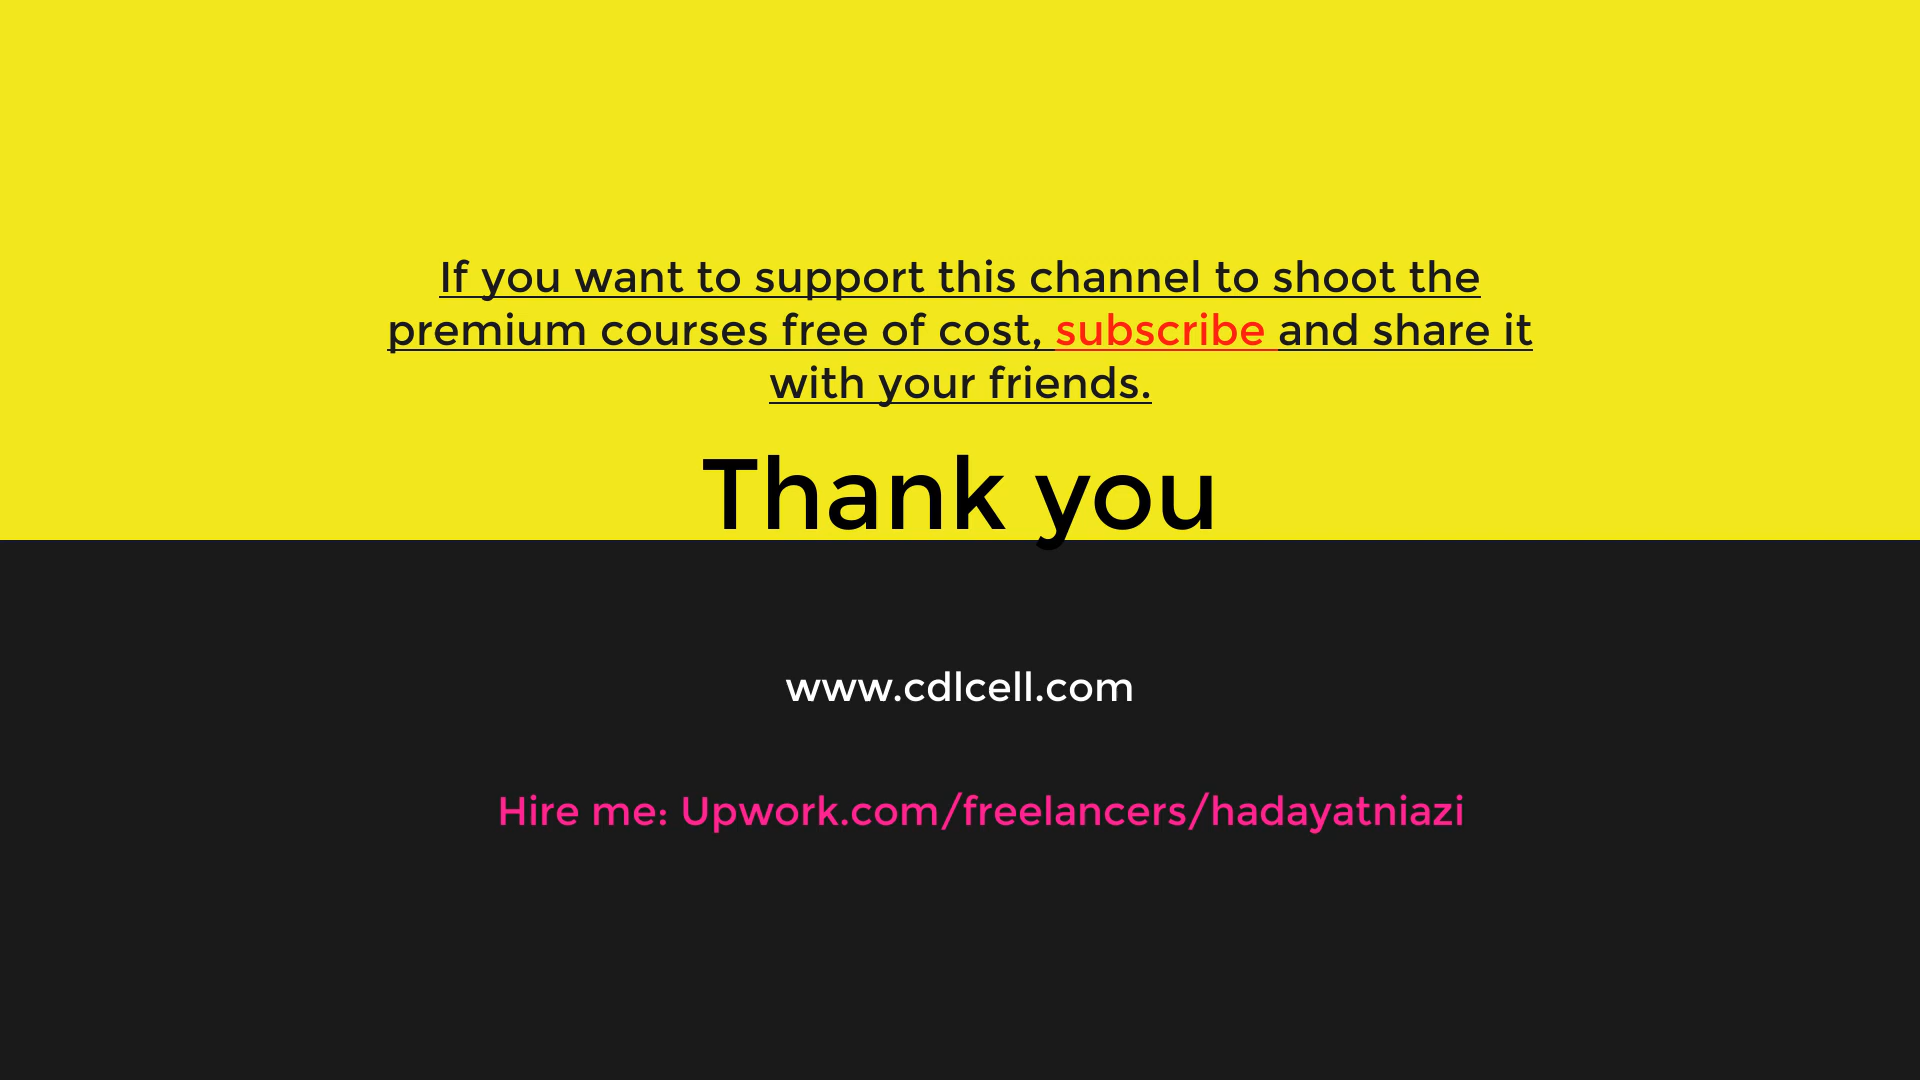 If you want to support this channel to shoot the
premium courses free of cost, subscribe and share it
with your friends.
Thank you
www.cdlcell.com
Hire me: Upwork.com/freelancers/hadayatniazi